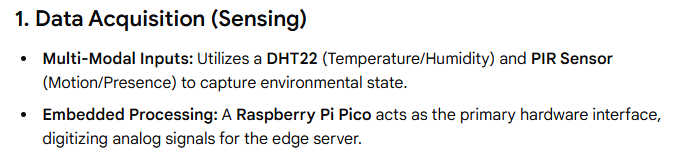 1. Data Acquisition (Sensing)
• Multi-Modal Inputs: Utilizes a DHT22 (Temperature/Humidity) and PIR Sensor
(Motion/Presence) to capture environmental state.
• Embedded Processing: A Raspberry Pi Pico acts as the primary hardware interface,
digitizing analog signals for the edge server.